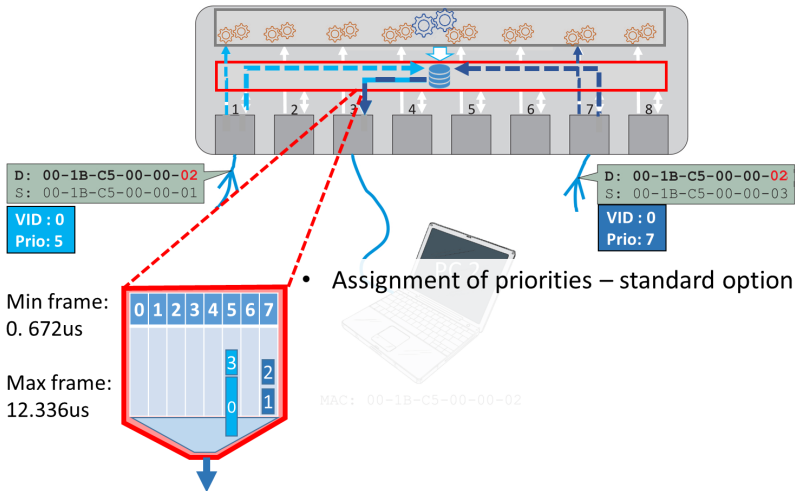 1 2 3 4 5 6 7 8
D: 00-1B-C5-00-00-02
S: 00-1B-C5-00-00-01
VID : 0
Prio: 5
D: 00-1B-C5-00-00-02
S: 00-1B-C5-00-00-03
VID : 0
Prio: 7
PC 2
• Assignment of priorities – standard option
Min frame:
0. 672us
Max frame:
12.336us
0 1 2 3 4 5 6 7
3
0
2
1
MAC: 00-1B-C5-00-00-02